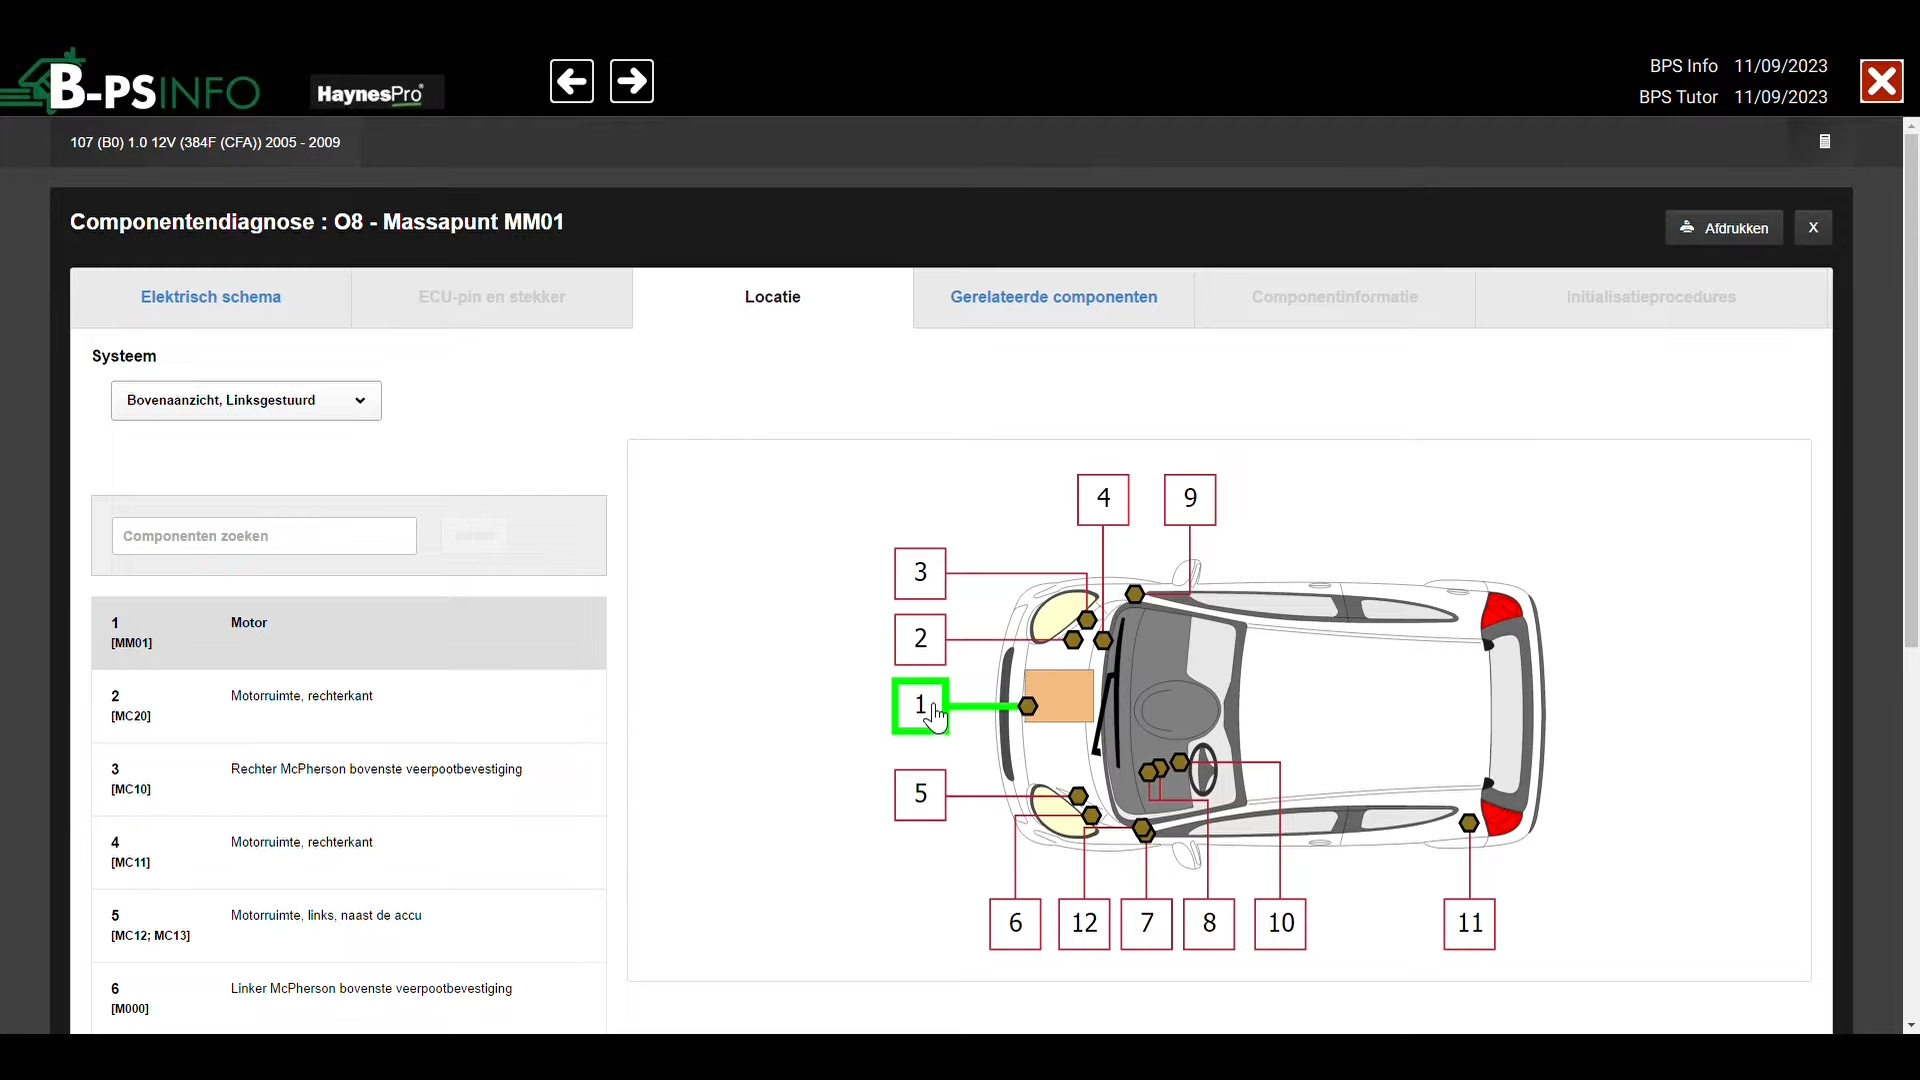 B-PSINFO
HaynesPro
BPS Info 11/09/2023
BPS Tutor 11/09/2023
107 (B0) 1.0 12V (384F (CFA)) 2005 - 2009
Componentendiagnose : O8 - Massapunt MM01
Afdrukken
X
Elektrisch schema
ECU-pin en stekker
Locatie
Gerelateerde componenten
Componentinformatie
Initialisatieprocedures
Systeem
Bovenaanzicht, Linksgestuurd
Componenten zoeken
1 Motor
[MM01]
2 Motorruimte, rechterkant
[MC20]
3 Rechter McPherson bovenste veerpootbevestiging
[MC10]
4 Motorruimte, rechterkant
[MC11]
5 Motorruimte, links, naast de accu
[MC12; MC13]
6 Linker McPherson bovenste veerpootbevestiging
[M000]
4
9
3
2
1
5
6
12
7
8
10
11